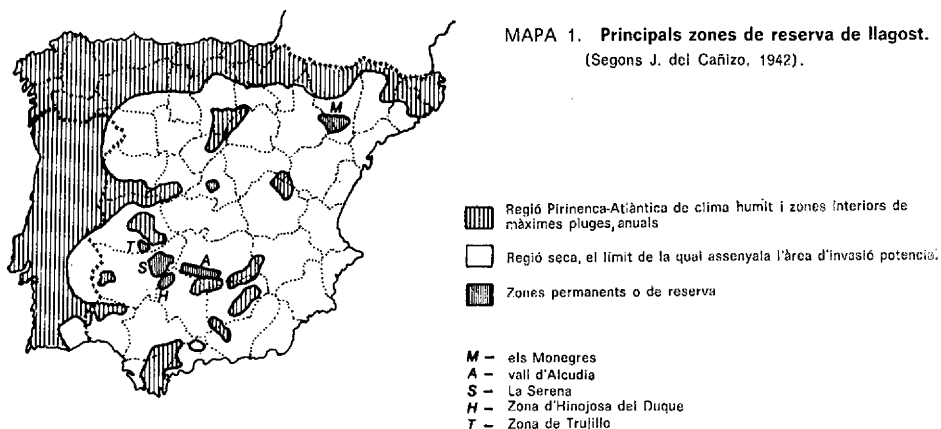 MAPA 1. Principals zones de reserva de llagost.
(Segons J. del Cañizo, 1942).
M
T
S
A
H
Regió Pirinenca-Atlàntica de clima humit i zones interiors de
màximes pluges, anuals
Regió seca, el límit de la qual assenyala l'àrea d'invasió potencial.
Zones permanents o de reserva
M – els Monegres
A – vall d'Alcudia
S – La Serena
H – Zona d'Hinojosa del Duque
T – Zona de Trujillo